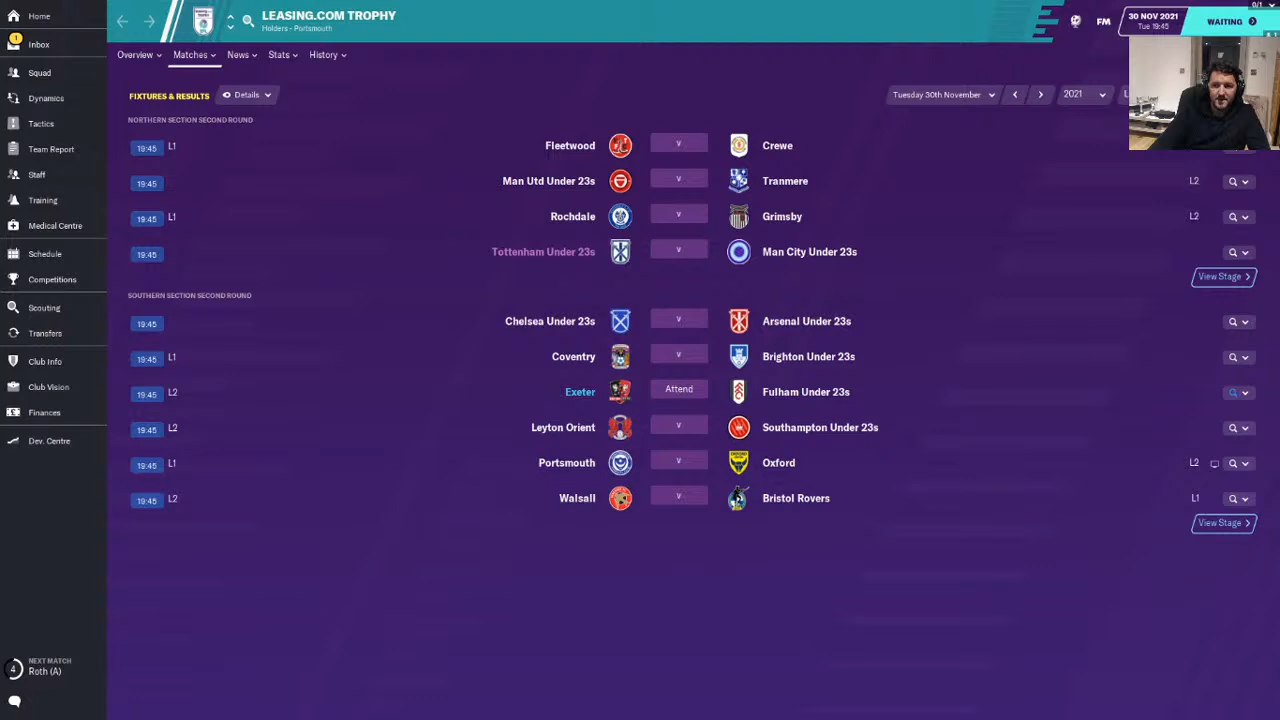 Home
Inbox
1
Squad
Dynamics
Tactics
Team Report
Staff
Training
Medical Centre
Schedule
Competitions
Scouting
Transfers
Club Info
Club Vision
Finances
Dev. Centre
4
NEXT MATCH
Roth (A)
LEASING.COM TROPHY
Holders - Portsmouth
FM
30 NOV 2021
Tue 19:45
WAITING
0/1
Overview Matches News Stats History
FIXTURES & RESULTS Details Tuesday 30th November 2021
NORTHERN SECTION SECOND ROUND
19:45 L1 Fleetwood v Crewe
19:45 Man Utd Under 23s v Tranmere L2
19:45 L1 Rochdale v Grimsby L2
19:45 Tottenham Under 23s v Man City Under 23s
View Stage
SOUTHERN SECTION SECOND ROUND
19:45 Chelsea Under 23s v Arsenal Under 23s
19:45 L1 Coventry v Brighton Under 23s
19:45 L2 Exeter Attend Fulham Under 23s
19:45 L2 Leyton Orient v Southampton Under 23s
19:45 L1 Portsmouth v Oxford L2
19:45 L2 Walsall v Bristol Rovers L1
View Stage